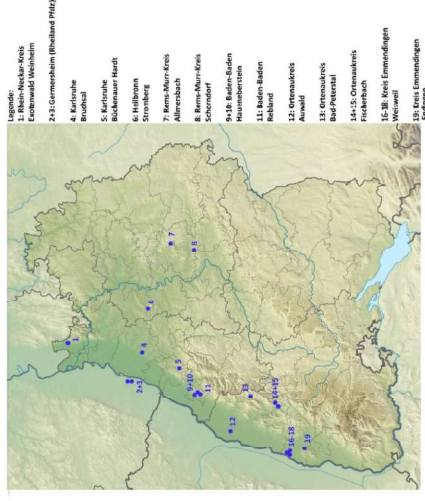 Legende:
1: Rhein-Neckar-Kreis
Exotenwald Weinheim
2+3: Germersheim (Rheinland Pfalz)
4: Karlsruhe
Bruchsal
5: Karlsruhe
Bückenauer Hardt
6: Heilbronn
Stromberg
7: Rems-Murr-Kreis
Allmersbach
8: Rems-Murr-Kreis
Schorndorf
9+10: Baden-Baden
Haueneberstein
11: Baden-Baden
Rebland
12: Ortenaukreis
Auwald
13: Ortenaukreis
Bad-Peterstal
14+15: Ortenaukreis
Fischerbach
16-18: Kreis Emmendingen
Weisweil
19: Kreis Emmendingen
1
2+3
4
5
7
8
9+10
11
12
13
14+15
16-18
19